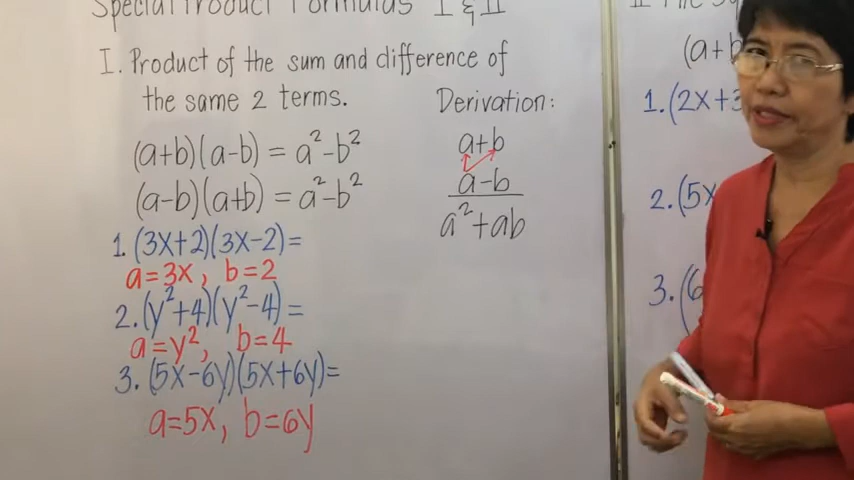 Special Product Formulas I & II
I. Product of the sum and difference of
the same 2 terms.
(a+b)(a-b) = a²-b²
(a-b)(a+b) = a²-b²
1. (3x+2)(3x-2)=
a=3x, b=2
2. (y²+4)(y²-4)=
a=y², b=4
3. (5x-6y)(5x+6y)=
a=5x, b=6y
Derivation:
a+b
a-b
a²+ab
(a+b
1. (2x+3
2. (5x
3. (6